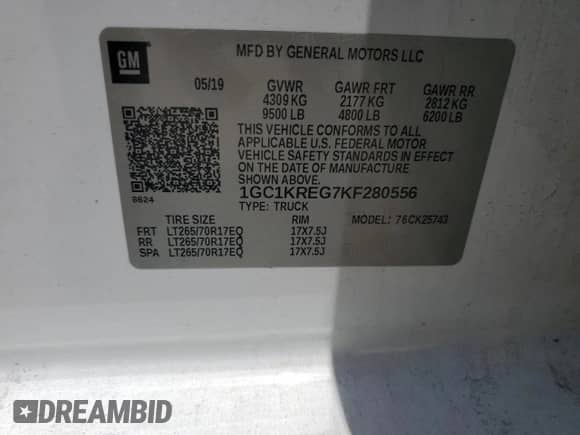 GM
MFD BY GENERAL MOTORS LLC
05/19 GVWR GAWR FRT GAWR RR
4309 KG 2177 KG 2812 KG
9500 LB 4800 LB 6200 LB
THIS VEHICLE CONFORMS TO ALL
APPLICABLE U.S. FEDERAL MOTOR
VEHICLE SAFETY STANDARDS IN EFFECT
ON THE DATE OF MANUFACTURE
SHOWN ABOVE.
8624
1GC1KREG7KF280556
TYPE: TRUCK MODEL: 76CK25743
TIRE SIZE RIM
FRT LT265/70R17EQ 17X7.5J
RR LT265/70R17EQ 17X7.5J
SPA LT265/70R17EQ 17X7.5J
DREAMBID